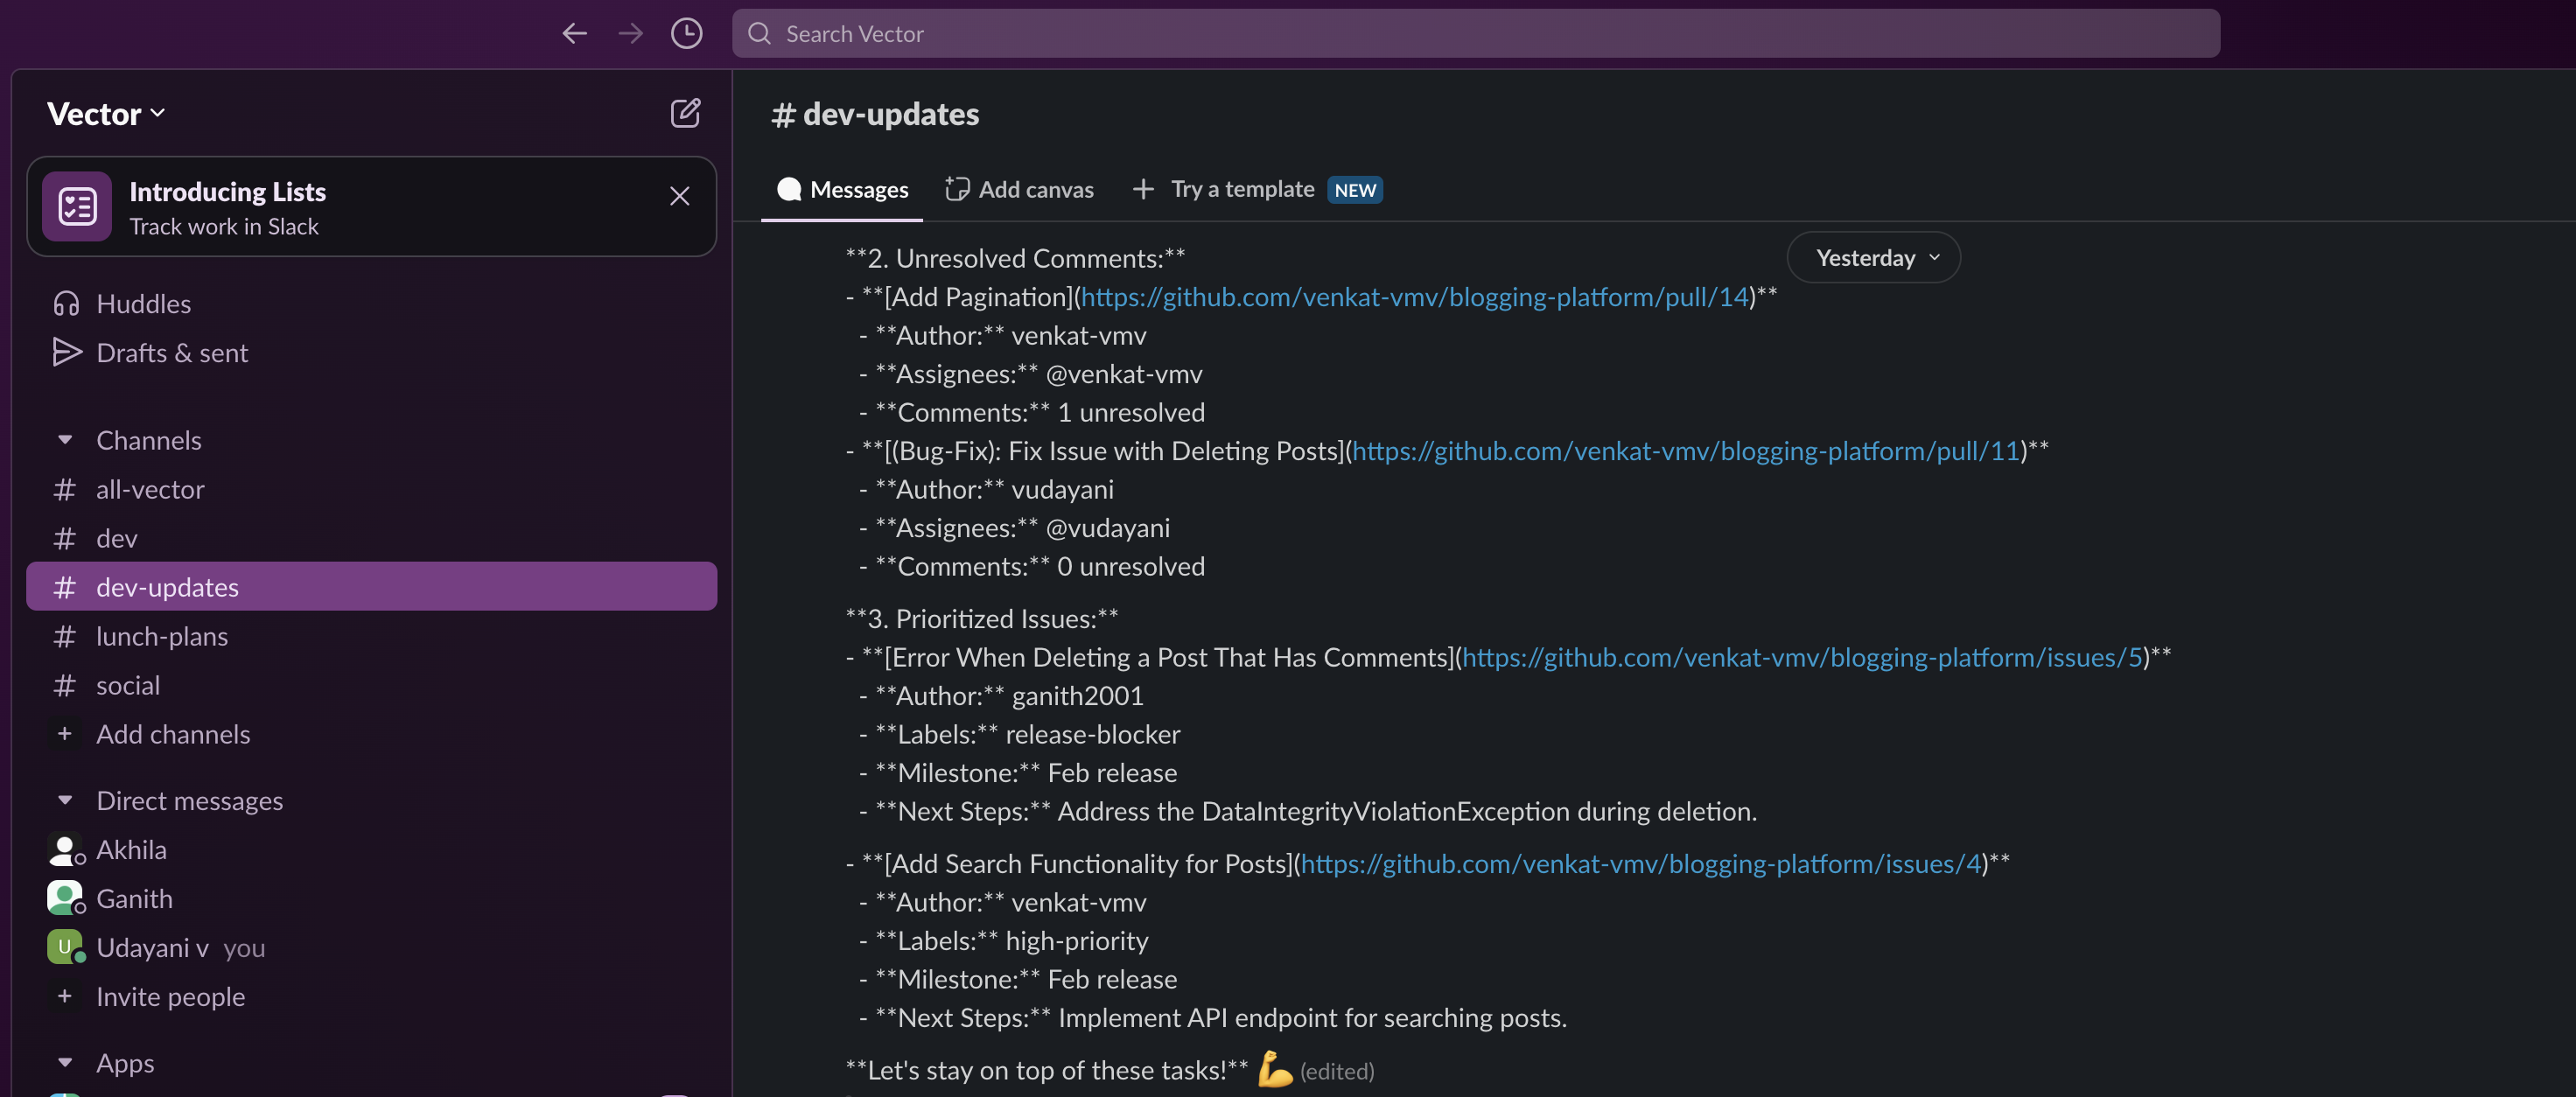 Search Vector
Vector
Introducing Lists
Track work in Slack
Huddles
Drafts & sent
Channels
# all-vector
# dev
# dev-updates
# lunch-plans
# social
+ Add channels
Direct messages
Akhila
Ganith
U Udayani v you
+ Invite people
Apps
# dev-updates
Messages Add canvas + Try a template NEW
Yesterday
**2. Unresolved Comments:**
- **[Add Pagination](https://github.com/venkat-vmv/blogging-platform/pull/14)**
- **Author:** venkat-vmv
- **Assignees:** @venkat-vmv
- **Comments:** 1 unresolved
- **[(Bug-Fix): Fix Issue with Deleting Posts](https://github.com/venkat-vmv/blogging-platform/pull/11)**
- **Author:** vudayani
- **Assignees:** @vudayani
- **Comments:** 0 unresolved
**3. Prioritized Issues:**
- **[Error When Deleting a Post That Has Comments](https://github.com/venkat-vmv/blogging-platform/issues/5)**
- **Author:** ganith2001
- **Labels:** release-blocker
- **Milestone:** Feb release
- **Next Steps:** Address the DataIntegrityViolationException during deletion.
- **[Add Search Functionality for Posts](https://github.com/venkat-vmv/blogging-platform/issues/4)**
- **Author:** venkat-vmv
- **Labels:** high-priority
- **Milestone:** Feb release
- **Next Steps:** Implement API endpoint for searching posts.
**Let's stay on top of these tasks!** 💪 (edited)